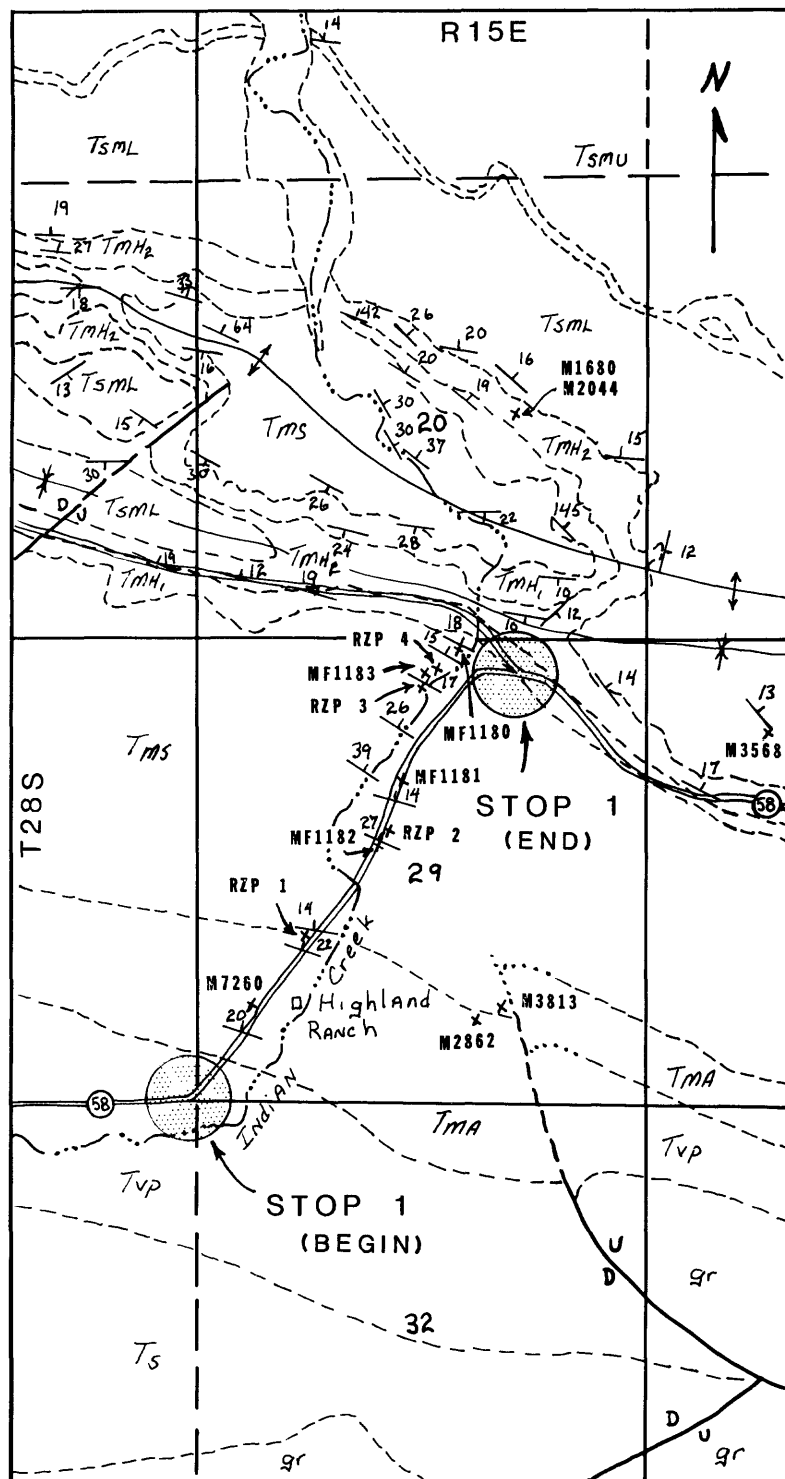 14
R15E
N
TSML
TSMU
19
27
TMH2
33
18
64
142
26
20
TSML
TMH2
16
20
16
TSML
13
19
M1680
M2044
15
30
20
TMS
30
37
TMH2
15
30
30
26
145
TSML
D
U
22
12
24
28
TMH2
TMH1
19
12
19
10
TMH1
12
18
10
RZP 4
15
14
MF1183
17
13
RZP 3
MF1180
26
TMS
M3568
39
MF1181
17
T28S
14
STOP 1
58
(END)
MF1182
27
RZP 2
29
RZP 1
14
22
Creek
M7260
Highland
Ranch
M3813
20
M2862
TMA
58
INDIAN
TMA
TVP
TVP
STOP 1
(BEGIN)
U
D
gr
32
TS
D
U
gr
gr